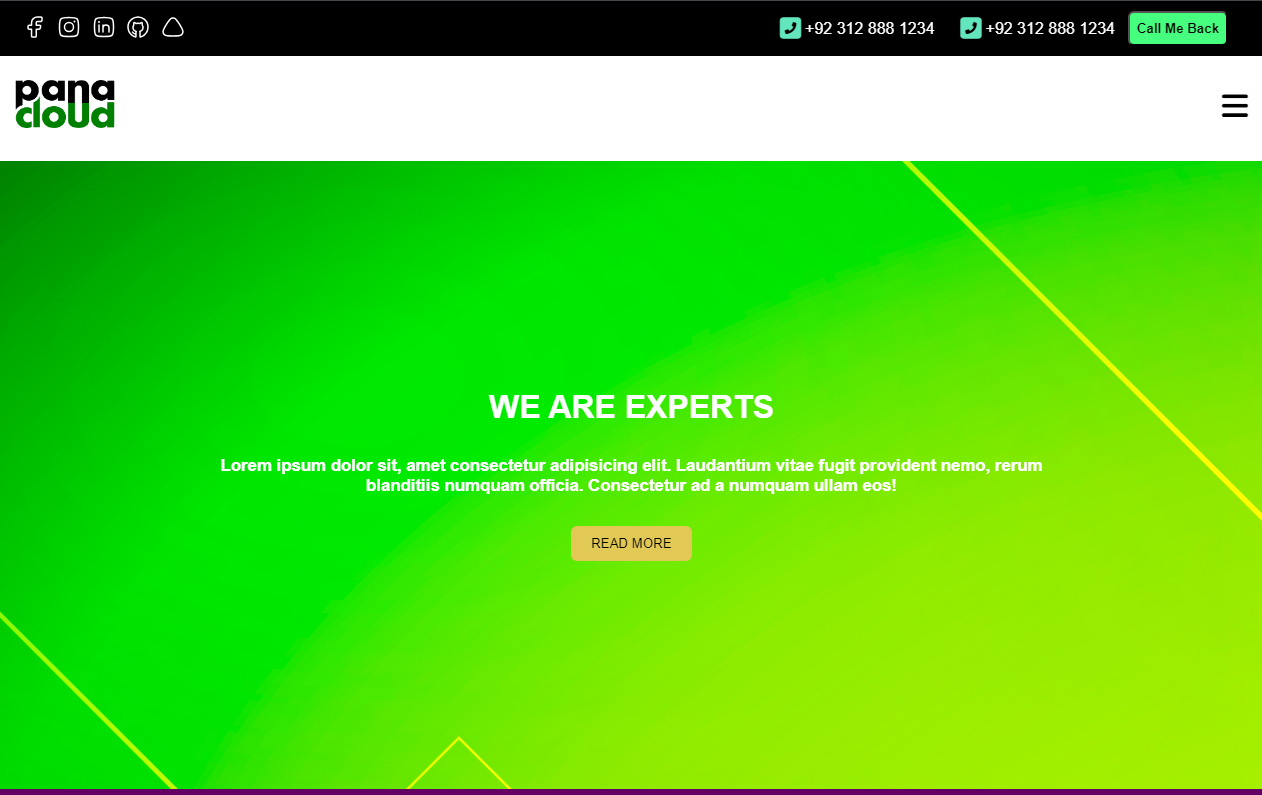 +92 312 888 1234 +92 312 888 1234 Call Me Back
pana
cloud
WE ARE EXPERTS
Lorem ipsum dolor sit, amet consectetur adipisicing elit. Laudantium vitae fugit provident nemo, rerum
blanditiis numquam officia. Consectetur ad a numquam ullam eos!
READ MORE